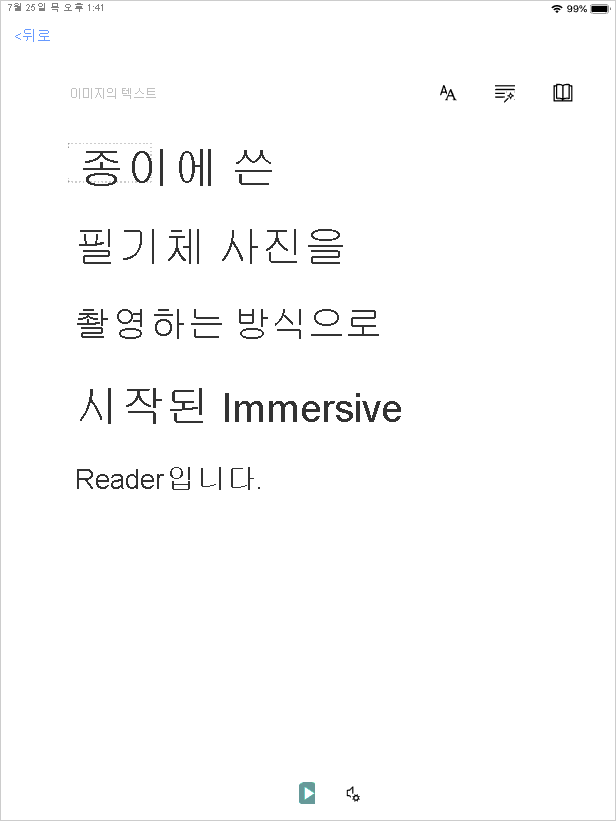 7월 25일 목 오후 1:41
99%
<뒤로
이미지의 텍스트
종이에 쓴
필기체 사진을
촬영하는 방식으로
시작된 Immersive
Reader입니다.